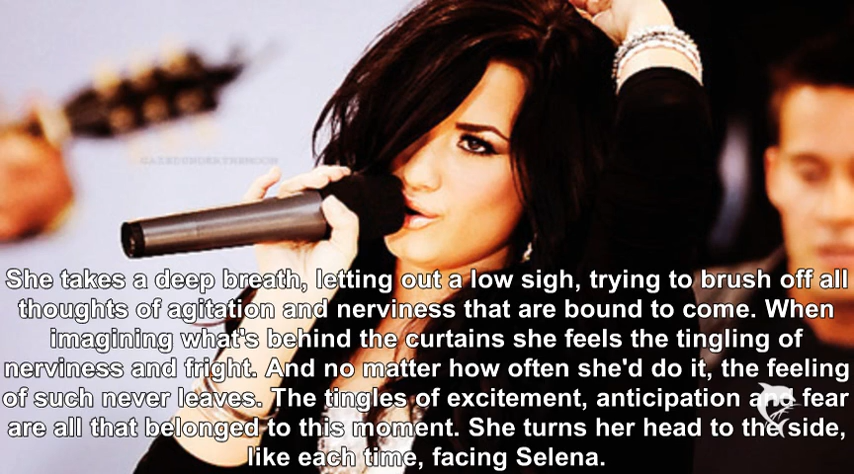 GAZEDUNDERTHEMOON
She takes a deep breath, letting out a low sigh, trying to brush off all
thoughts of agitation and nerviness that are bound to come. When
imagining what's behind the curtains she feels the tingling of
nerviness and fright. And no matter how often she'd do it, the feeling
of such never leaves. The tingles of excitement, anticipation and fear
are all that belonged to this moment. She turns her head to the side,
like each time, facing Selena.